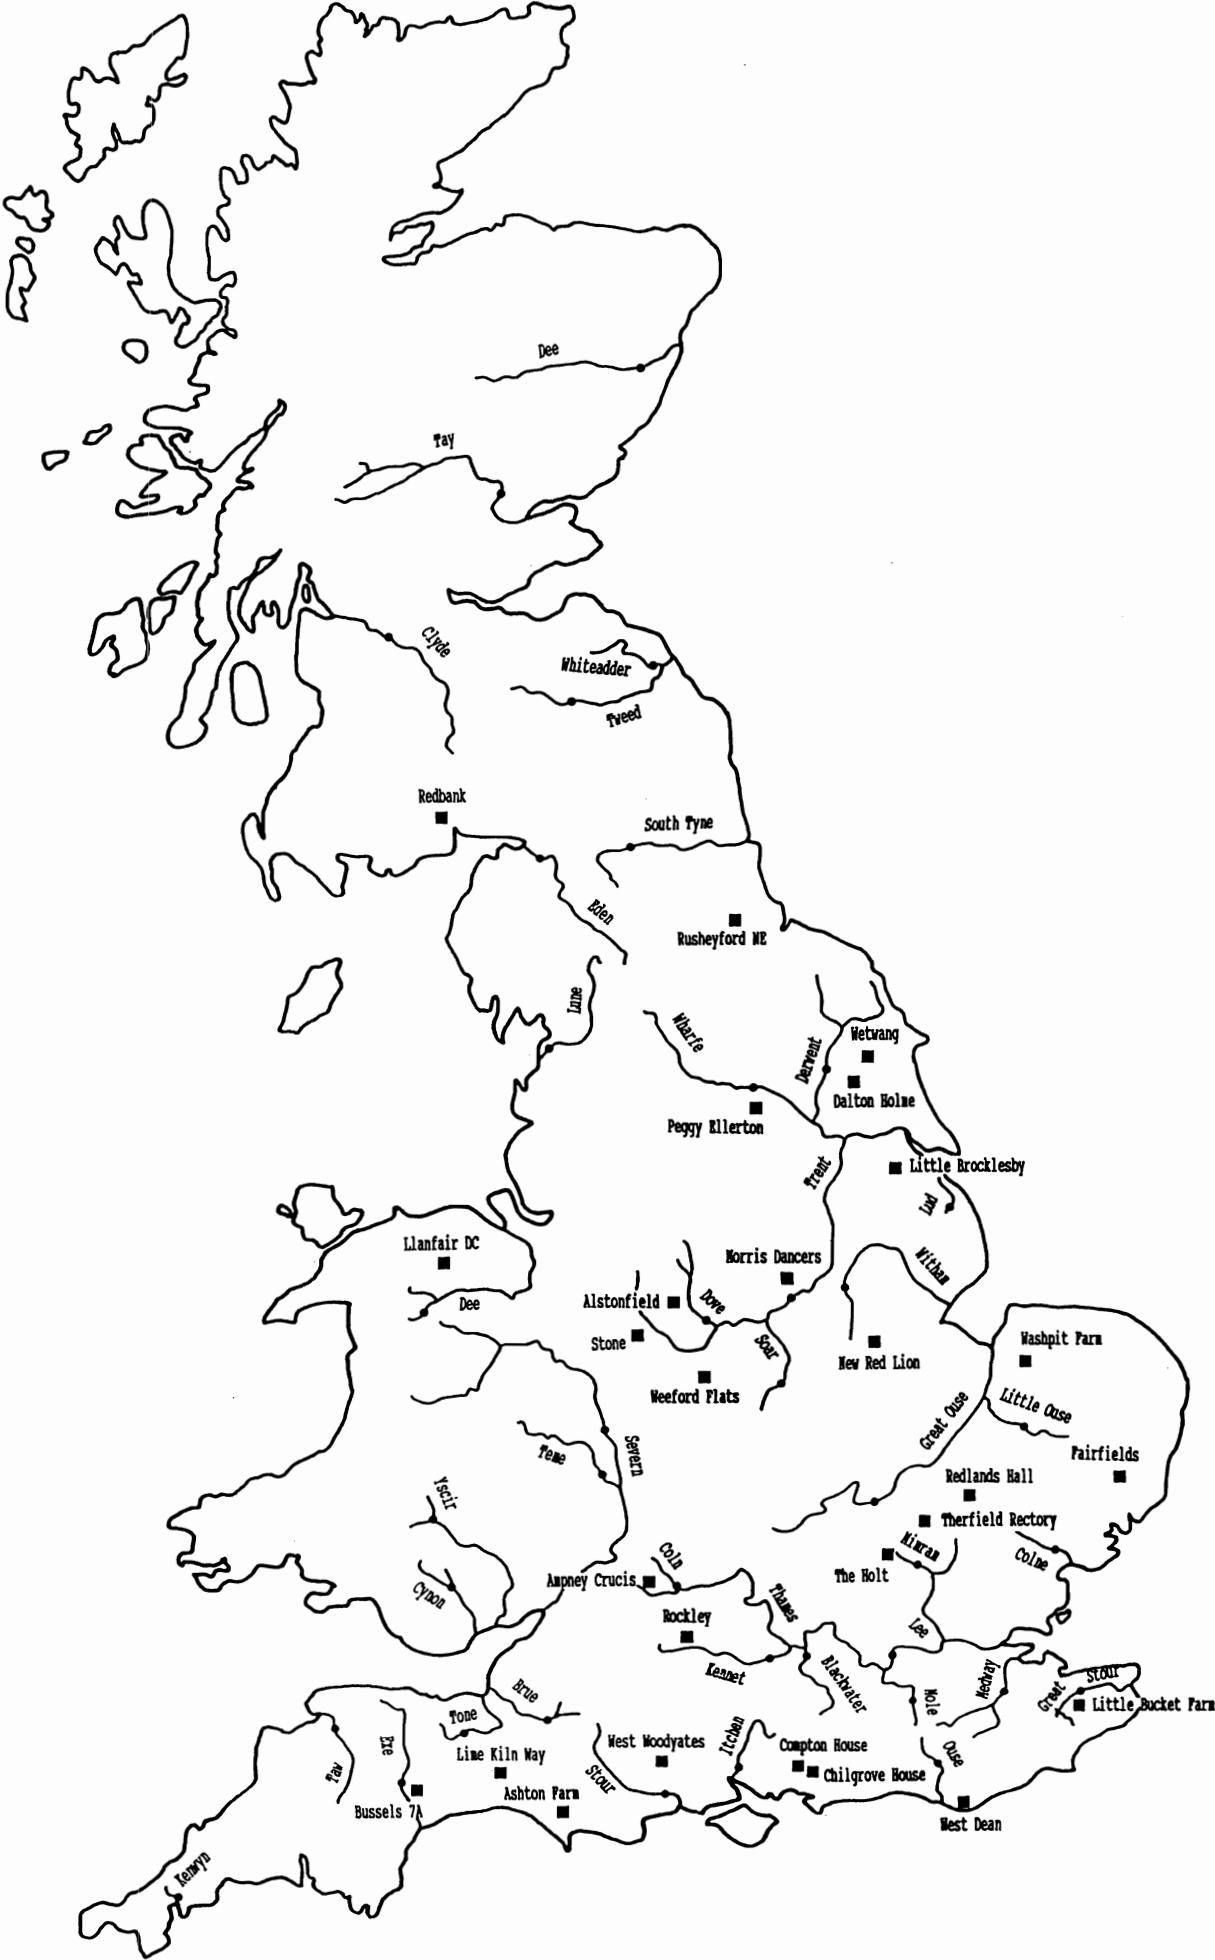 Dee
Tay
Clyde
Whiteadder
Tweed
Redbank
South Tyne
Eden
Rusheyford NE
Lune
Wharfe
Derwent
Wetwang
Dalton Holme
Peggy Ellerton
Trent
Little Brocklesby
Lud
Llanfair DC
Morris Dancers
Witham
Dee
Alstonfield
Dove
Stone
Soar
New Red Lion
Washpit Farm
Weeford Flats
Little Ouse
Great Ouse
Severn
Teme
Fairfields
Redlands Hall
Yscir
Therfield Rectory
Mimram
Colne
Coln
The Holt
Ampney Crucis
Cynon
Thames
Rockley
Lee
Kennet
Blackwater
Medway
Stour
Great
Mole
Little Bucket Farm
Brue
Tone
Exe
Itchen
West Woodyates
Compton House
Ouse
Lime Kiln Way
Taw
Stour
Chilgrove House
Ashton Farm
Bussels 7A
West Dean
Kenwyn